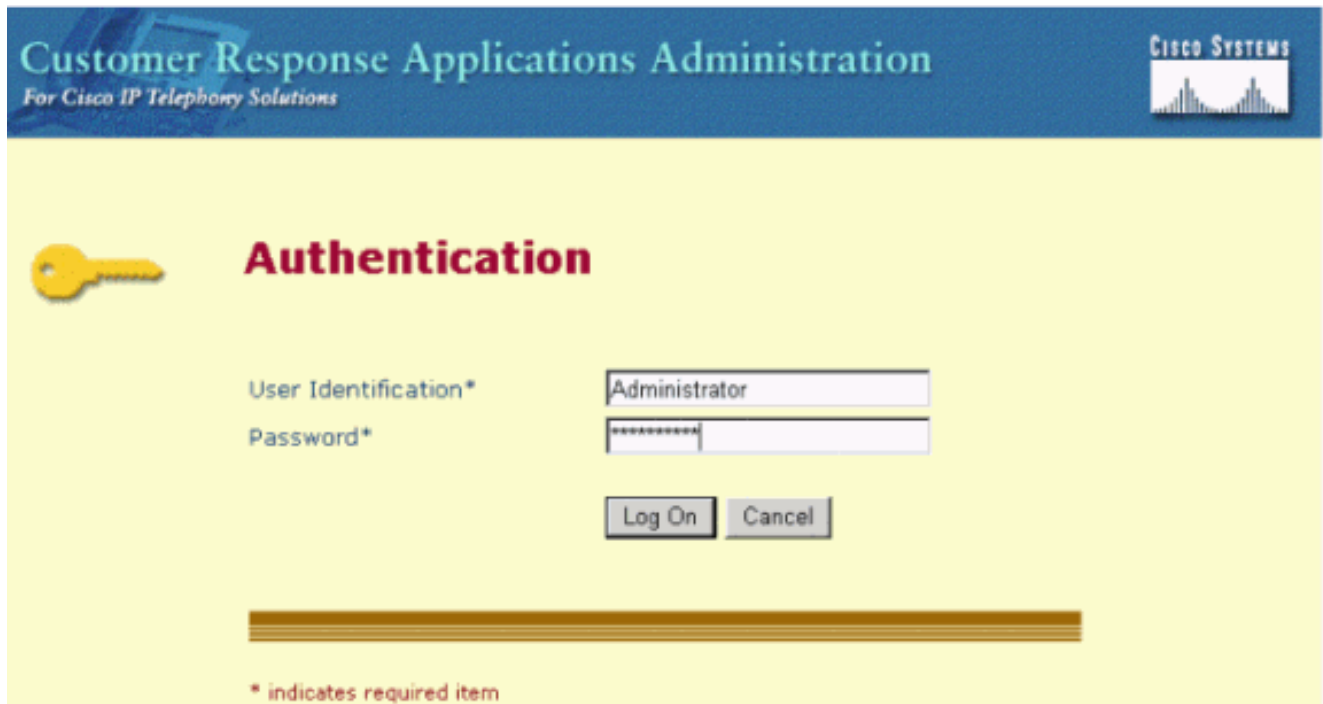 Customer Response Applications Administration
For Cisco IP Telephony Solutions
CISCO SYSTEMS
Authentication
User Identification*
Administrator
Password*
**********
Log On
Cancel
* indicates required item